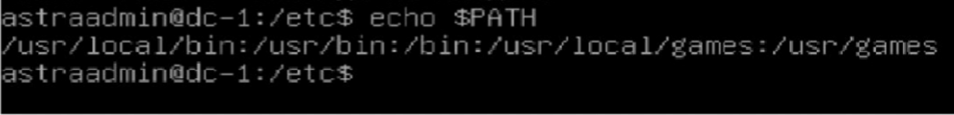 astraadmin@dc-1:/etc$ echo $PATH
/usr/local/bin:/usr/bin:/bin:/usr/local/games:/usr/games
astraadmin@dc-1:/etc$